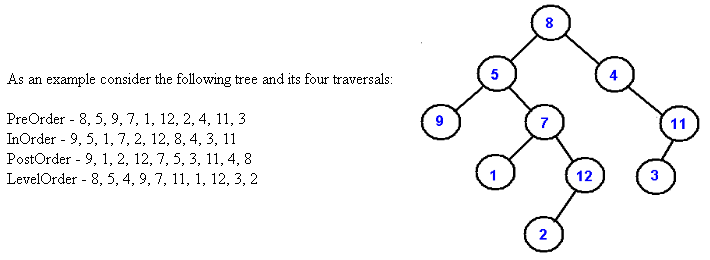 As an example consider the following tree and its four traversals:
PreOrder - 8, 5, 9, 7, 1, 12, 2, 4, 11, 3
InOrder - 9, 5, 1, 7, 2, 12, 8, 4, 3, 11
PostOrder - 9, 1, 2, 12, 7, 5, 3, 11, 4, 8
LevelOrder - 8, 5, 4, 9, 7, 11, 1, 12, 3, 2
8
5 4
9 7 11
1 12 3
2